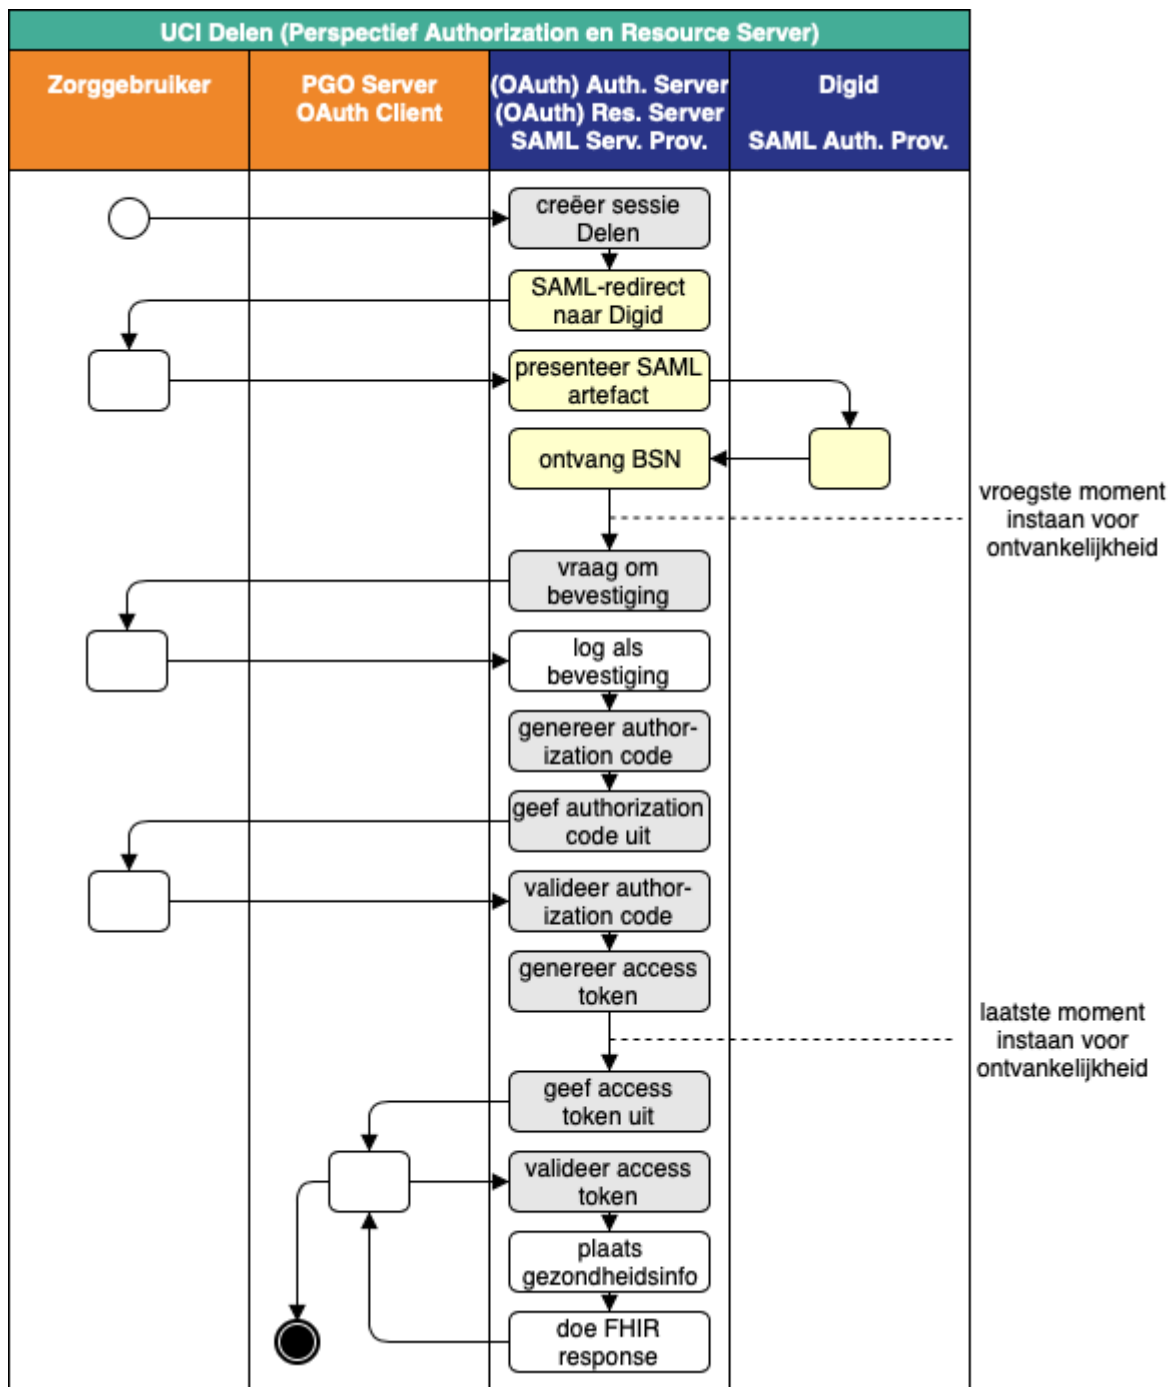 UCI Delen (Perspectief Authorization en Resource Server)
Zorggebruiker
PGO Server
OAuth Client
(OAuth) Auth. Server
(OAuth) Res. Server
SAML Serv. Prov.
Digid
SAML Auth. Prov.
creëer sessie
Delen
SAML-redirect
naar Digid
presenteer SAML
artefact
ontvang BSN
vroegste moment
instaan voor
ontvankelijkheid
vraag om
bevestiging
log als
bevestiging
genereer author-
ization code
geef authorization
code uit
valideer author-
ization code
genereer access
token
laatste moment
instaan voor
ontvankelijkheid
geef access
token uit
valideer access
token
plaats
gezondheidsinfo
doe FHIR
response